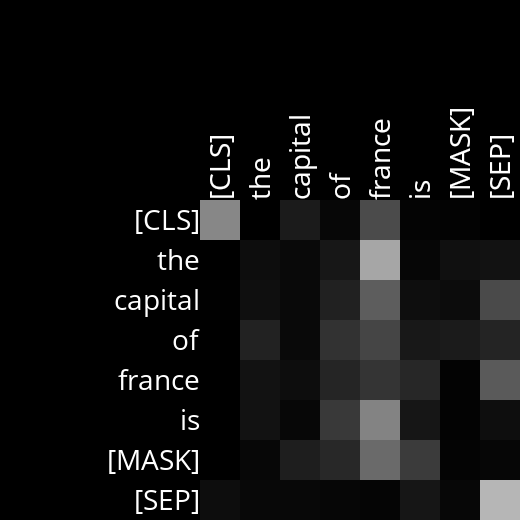 [CLS] the capital of france is [MASK] [SEP]
[CLS]
the
capital
of
france
is
[MASK]
[SEP]